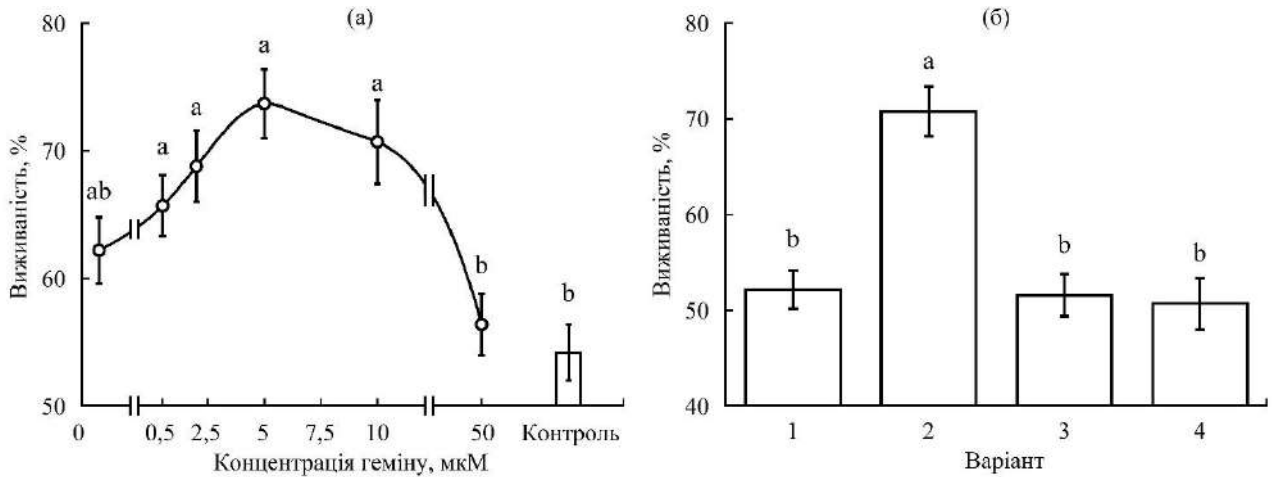 (а)
80
70
60
50
Виживаність, %
ab
a
a
a
a
b
b
0
0,5
2,5
5
7,5
10
50
Контроль
Концентрація геміну, мкМ
(б)
80
70
60
50
40
Виживаність, %
b
a
b
b
1
2
3
4
Варіант